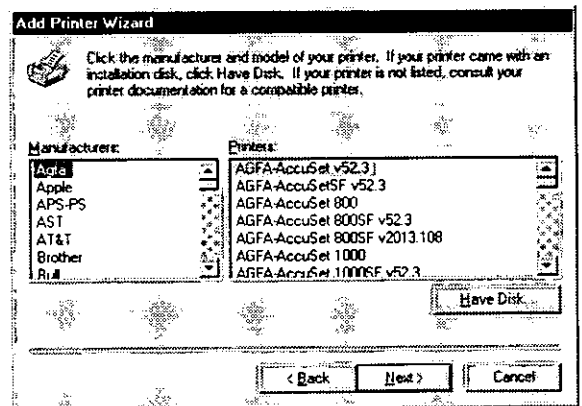 Add Printer Wizard
Click the manufacturer and model of your printer. If your printer came with an
installation disk, click Have Disk. If your printer is not listed, consult your
printer documentation for a compatible printer.
Manufacturers:
Printers:
Agfa
Apple
APS-PS
AST
AT&T
Brother
Bull
AGFA-AccuSet v52.3
AGFA-AccuSetSF v52.3
AGFA-AccuSet 800
AGFA-AccuSet 800SF v52.3
AGFA-AccuSet 800SF v2013.108
AGFA-AccuSet 1000
AGFA-AccuSet 1000SF v52.3
Have Disk...
< Back
Next >
Cancel